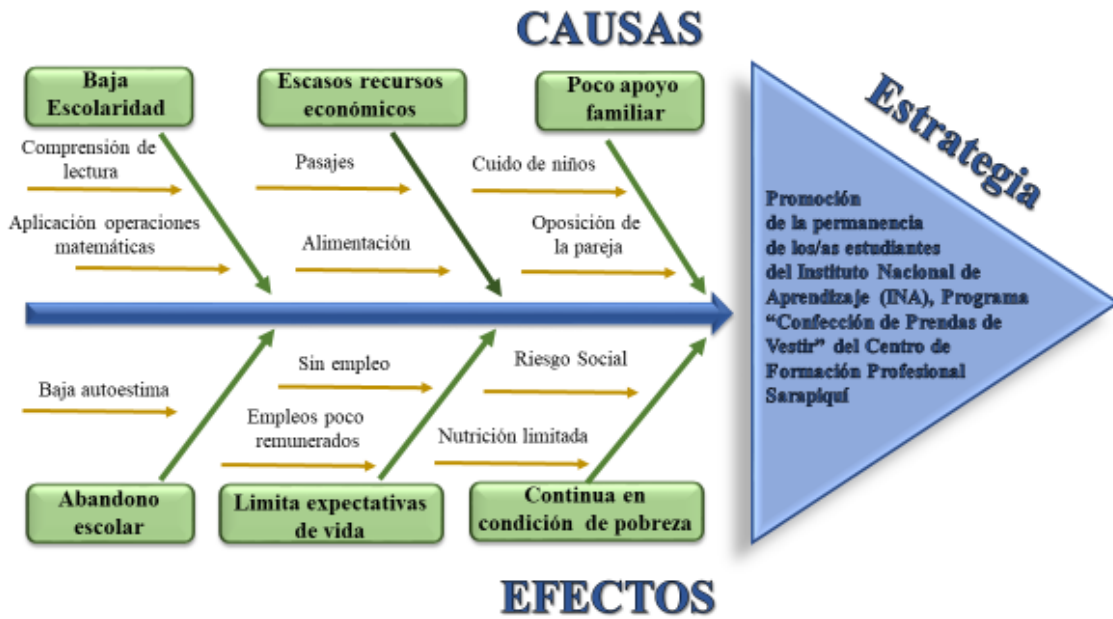 CAUSAS
Baja
Escolaridad
Escasos recursos
económicos
Poco apoyo
familiar
Estrategia
Comprensión de
lectura
Pasajes
Cuido de niños
Aplicación operaciones
matemáticas
Alimentación
Oposición de
la pareja
Promoción
de la permanencia
de los/as estudiantes
del Instituto Nacional de
Aprendizaje (INA), Programa
“Confección de Prendas de
Vestir” del Centro de
Formación Profesional
Sarapiquí
Baja autoestima
Sin empleo
Riesgo Social
Empleos poco
remunerados
Nutrición limitada
Abandono
escolar
Limita expectativas
de vida
Continua en
condición de pobreza
EFECTOS